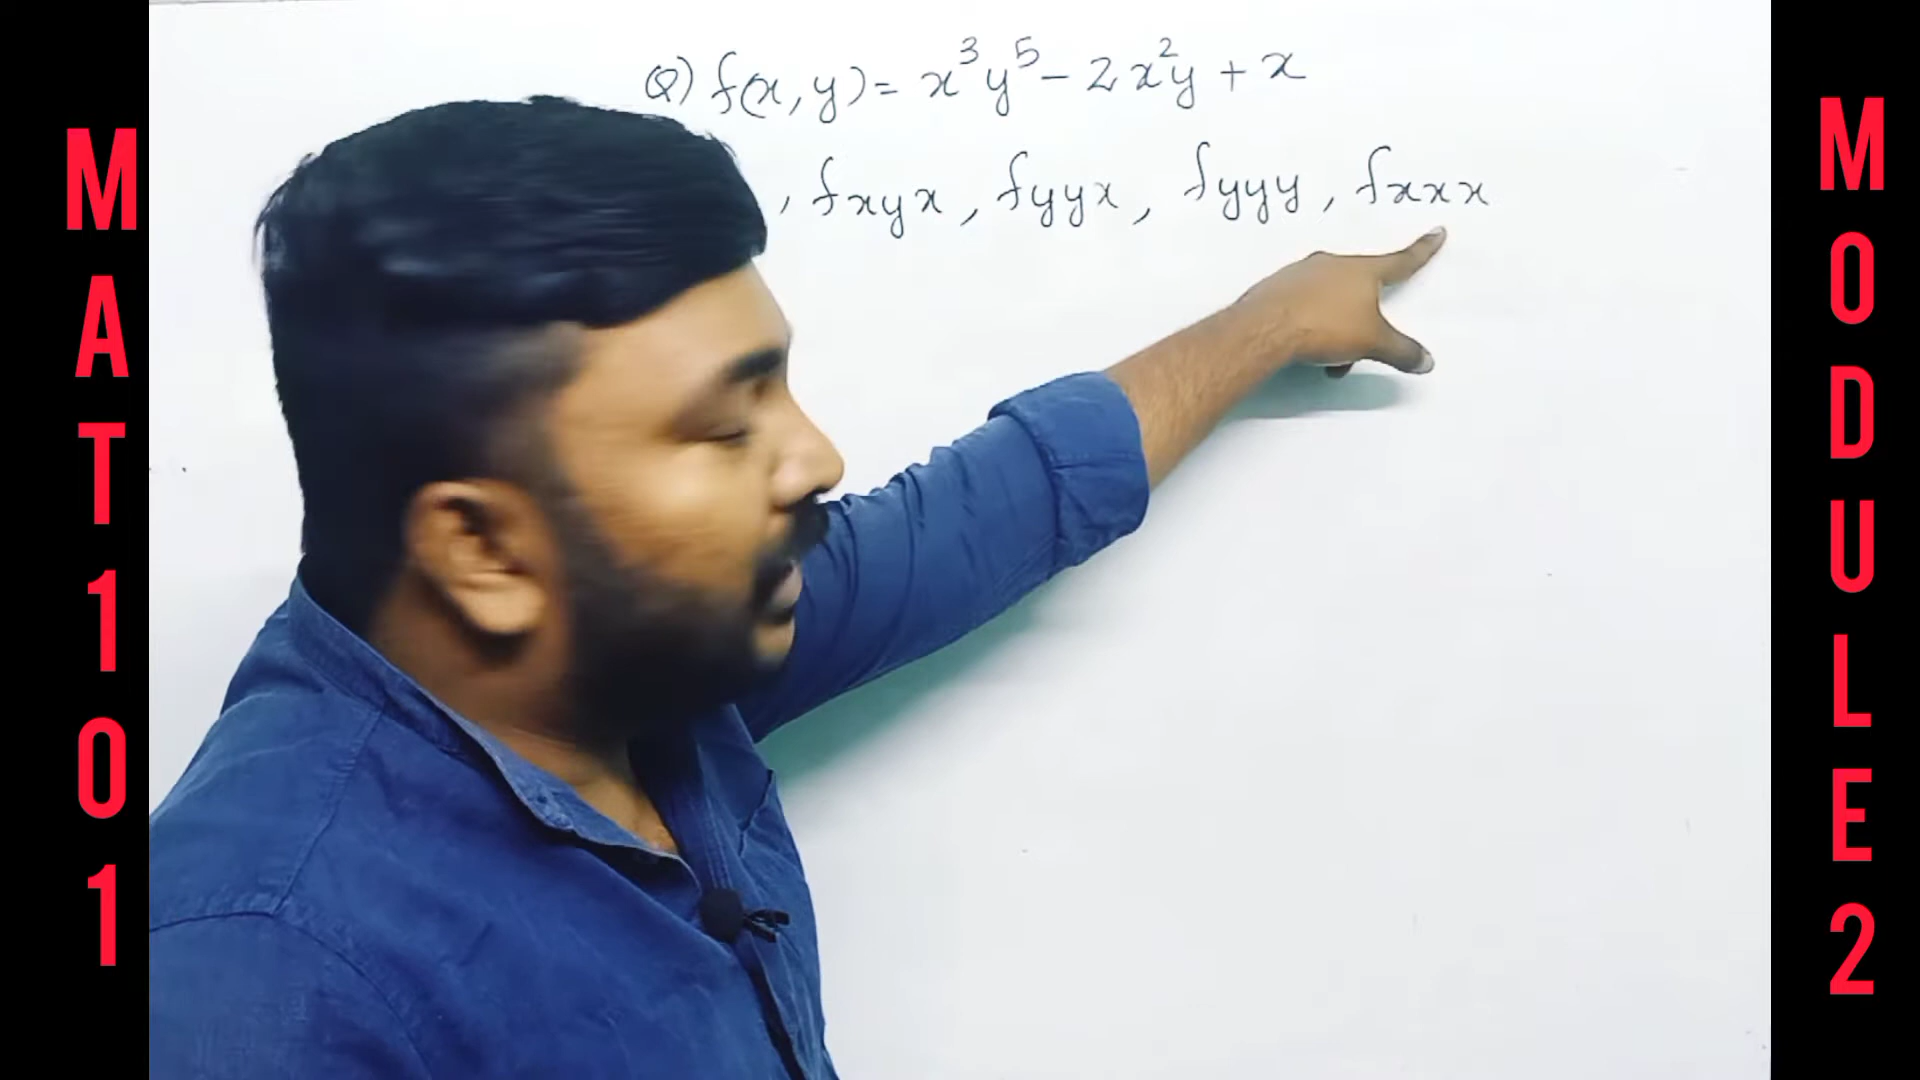 MAT101
Q) f(x,y) = x³y⁵ - 2x²y + x
, fxyx, fyyx, fyyy, fxxx
MODULE2